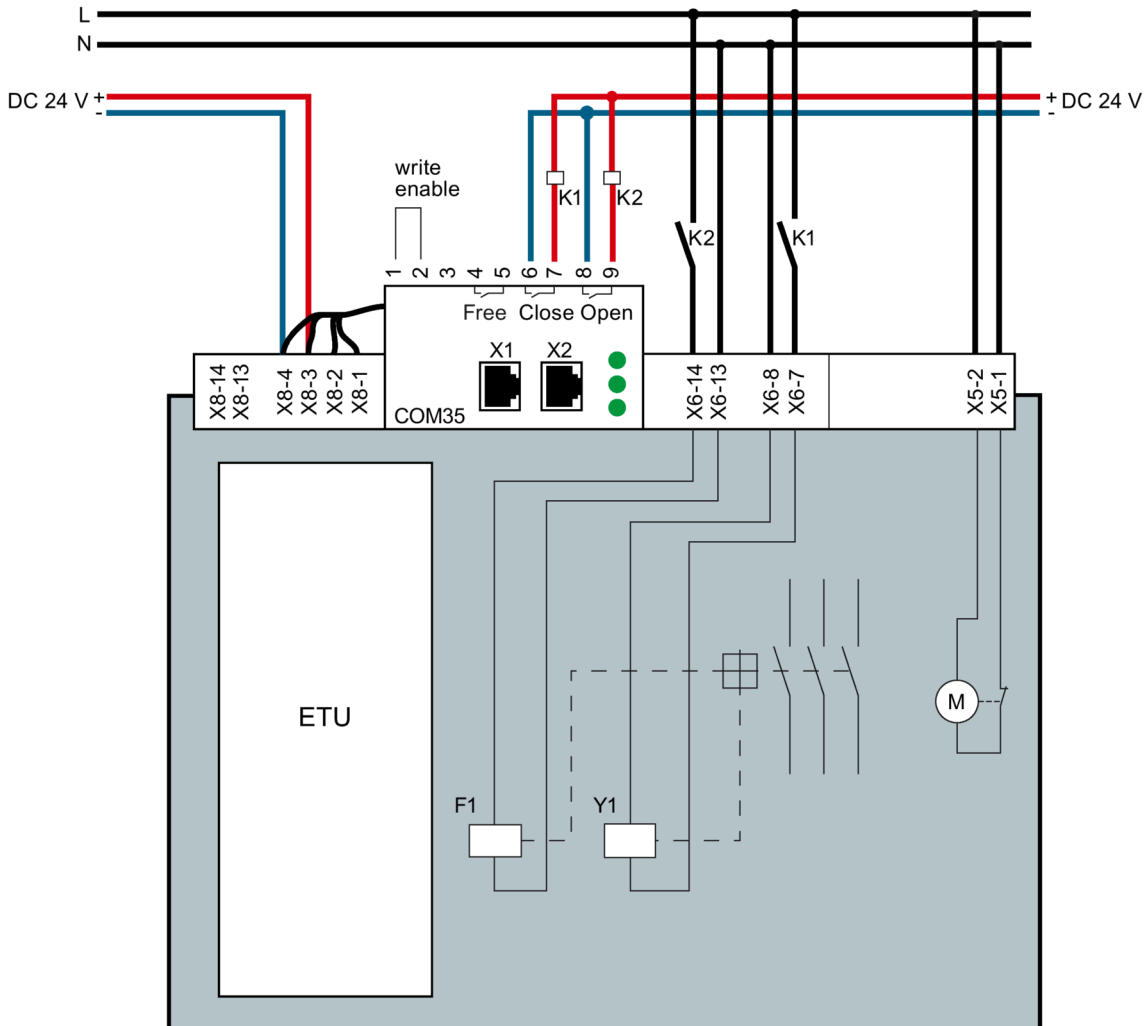 L
N
DC 24 V +
-
+ DC 24 V
-
write
enable
K1
K2
K2
K1
1 2 3 4 5 6 7 8 9
Free Close Open
X1 X2
COM35
X8-14
X8-13
X8-4
X8-3
X8-2
X8-1
X6-14
X6-13
X6-8
X6-7
X5-2
X5-1
ETU
M
F1
Y1